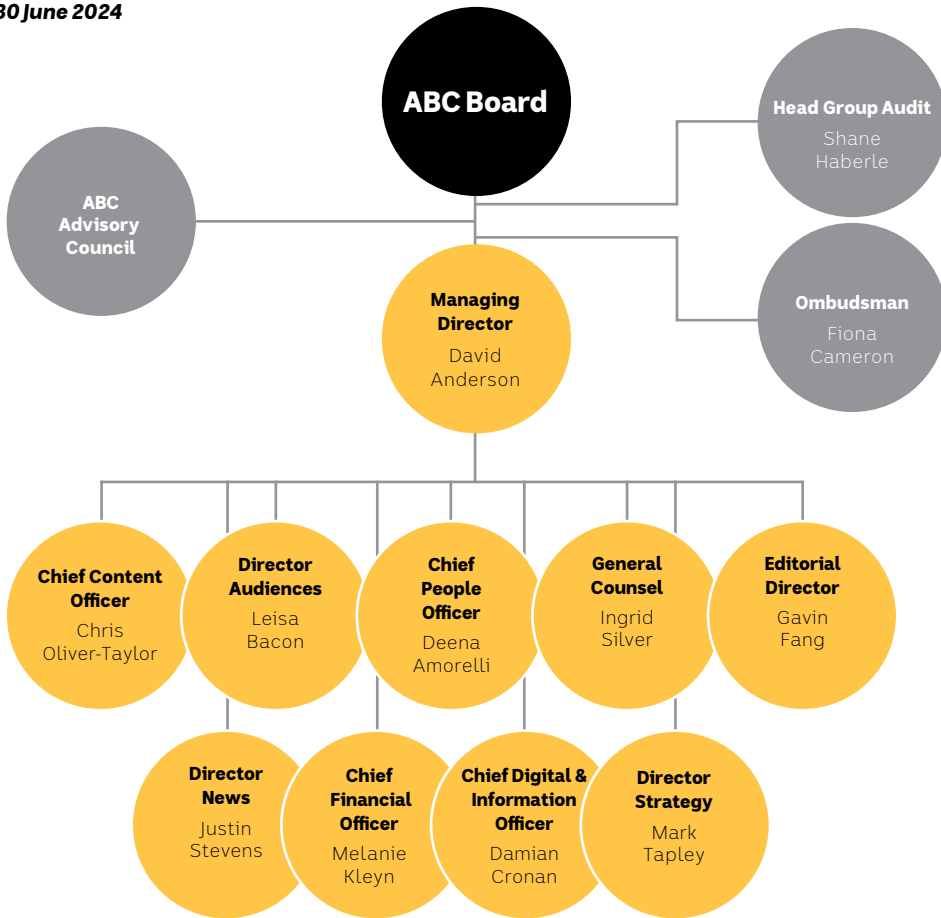 30 June 2024
ABC Board
Head Group Audit
Shane
Haberle
ABC
Advisory
Council
Managing
Director
David
Anderson
Ombudsman
Fiona
Cameron
Chief Content
Officer
Chris
Oliver-Taylor
Director
Audiences
Leisa
Bacon
Chief
People
Officer
Deena
Amorelli
General
Counsel
Ingrid
Silver
Editorial
Director
Gavin
Fang
Director
News
Justin
Stevens
Chief
Financial
Officer
Melanie
Kleyn
Chief Digital &
Information
Officer
Damian
Cronan
Director
Strategy
Mark
Tapley